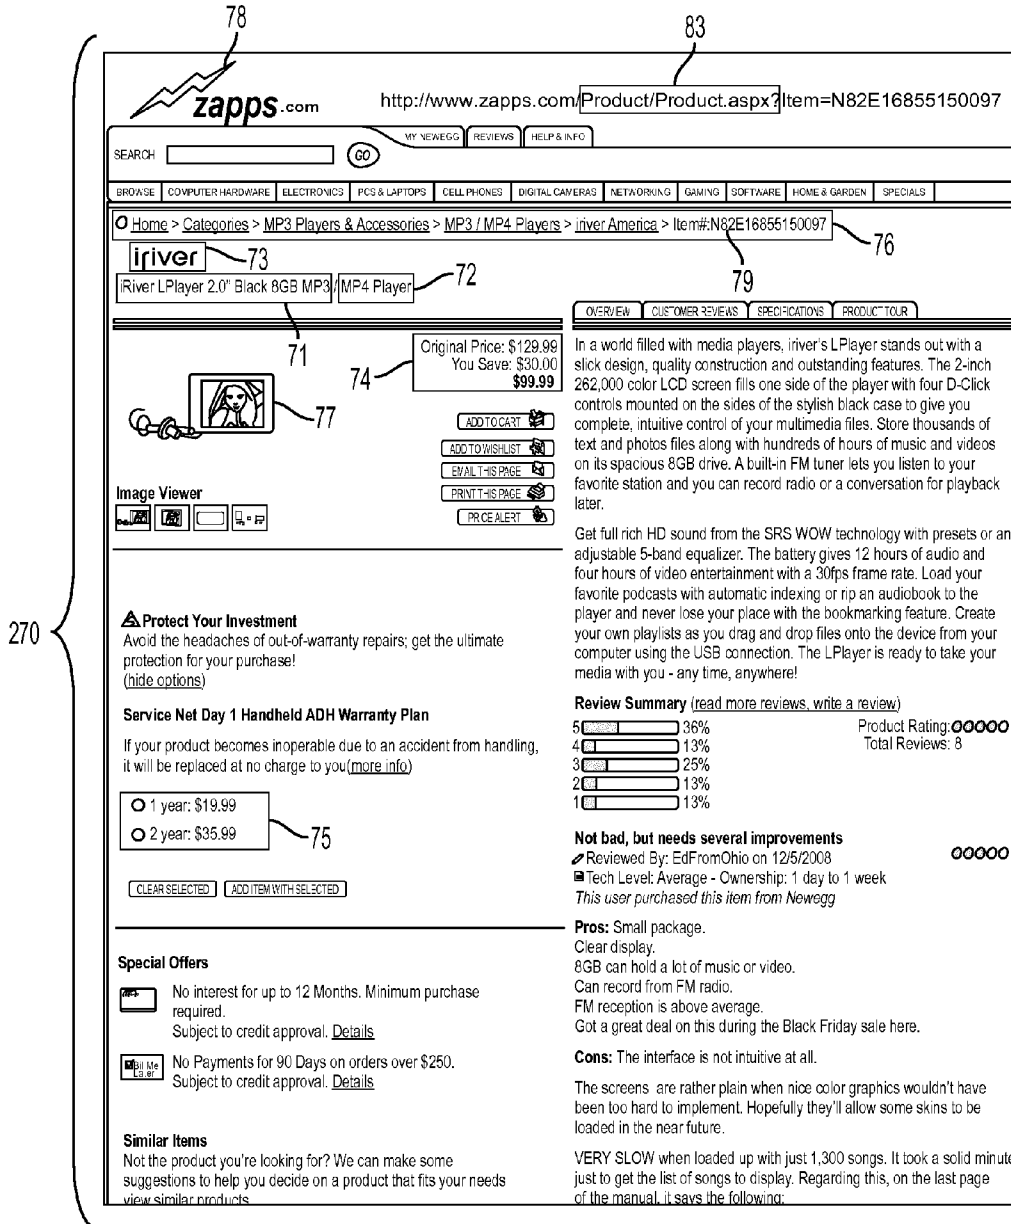 78
83
zapps.com
http://www.zapps.com/Product/Product.aspx?Item=N82E16855150097
MY NEWEGG REVIEWS HELP & INFO
SEARCH GO
BROWSE COMPUTER HARDWARE ELECTRONICS PCS & LAPTOPS CELL PHONES DIGITAL CAMERAS NETWORKING GAMING SOFTWARE HOME & GARDEN SPECIALS
Home > Categories > MP3 Players & Accessories > MP3 / MP4 Players > iriver America > Item#:N82E16855150097
76
iriver
73
79
iRiver LPlayer 2.0" Black 8GB MP3 / MP4 Player
72
71
Original Price: $129.99
You Save: $30.00
$99.99
74
77
ADD TO CART
ADD TO WISHLIST
EMAIL THIS PAGE
PRINT THIS PAGE
PRICE ALERT
Image Viewer
270
Protect Your Investment
Avoid the headaches of out-of-warranty repairs; get the ultimate
protection for your purchase!
(hide options)
Service Net Day 1 Handheld ADH Warranty Plan
If your product becomes inoperable due to an accident from handling,
it will be replaced at no charge to you(more info)
1 year: $19.99
2 year: $35.99
75
CLEAR SELECTED ADD ITEM WITH SELECTED
Special Offers
No interest for up to 12 Months. Minimum purchase
required.
Subject to credit approval. Details
Bill Me
Later
No Payments for 90 Days on orders over $250.
Subject to credit approval. Details
Similar Items
Not the product you're looking for? We can make some
suggestions to help you decide on a product that fits your needs
view similar products
OVERVIEW CUSTOMER REVIEWS SPECIFICATIONS PRODUCT TOUR
In a world filled with media players, iriver's LPlayer stands out with a
slick design, quality construction and outstanding features. The 2-inch
262,000 color LCD screen fills one side of the player with four D-Click
controls mounted on the sides of the stylish black case to give you
complete, intuitive control of your multimedia files. Store thousands of
text and photos files along with hundreds of hours of music and videos
on its spacious 8GB drive. A built-in FM tuner lets you listen to your
favorite station and you can record radio or a conversation for playback
later.
Get full rich HD sound from the SRS WOW technology with presets or an
adjustable 5-band equalizer. The battery gives 12 hours of audio and
four hours of video entertainment with a 30fps frame rate. Load your
favorite podcasts with automatic indexing or rip an audiobook to the
player and never lose your place with the bookmarking feature. Create
your own playlists as you drag and drop files onto the device from your
computer using the USB connection. The LPlayer is ready to take your
media with you - any time, anywhere!
Review Summary (read more reviews, write a review)
5 36%
4 13%
3 25%
2 13%
1 13%
Product Rating:
Total Reviews: 8
Not bad, but needs several improvements
Reviewed By: EdFromOhio on 12/5/2008
Tech Level: Average - Ownership: 1 day to 1 week
This user purchased this item from Newegg
Pros: Small package.
Clear display.
8GB can hold a lot of music or video.
Can record from FM radio.
FM reception is above average.
Got a great deal on this during the Black Friday sale here.
Cons: The interface is not intuitive at all.
The screens are rather plain when nice color graphics wouldn't have
been too hard to implement. Hopefully they'll allow some skins to be
loaded in the near future.
VERY SLOW when loaded up with just 1,300 songs. It took a solid minute
just to get the list of songs to display. Regarding this, on the last page
of the manual, it says the following: